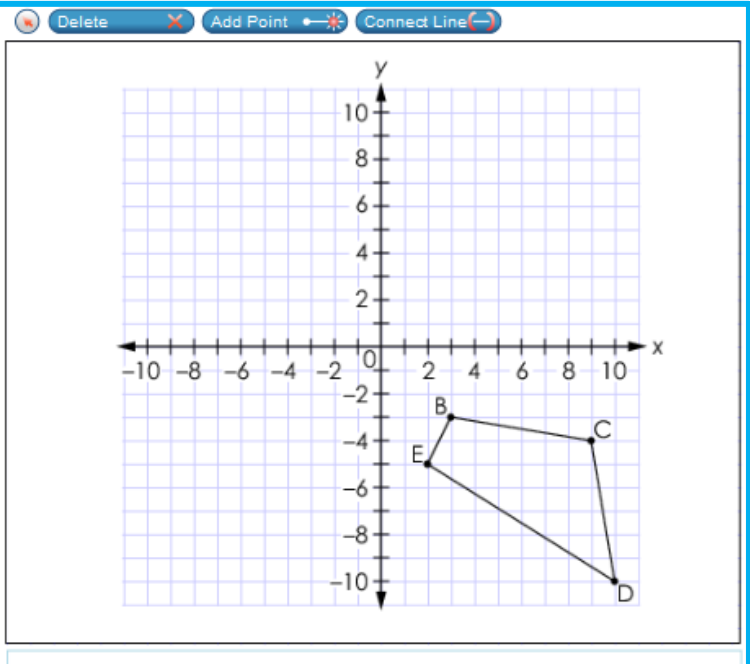 Delete Add Point Connect Line
y
10
8
6
4
2
0 x
–10 –8 –6 –4 –2 2 4 6 8 10
–2
B
–4 C
E
–6
–8
–10
D